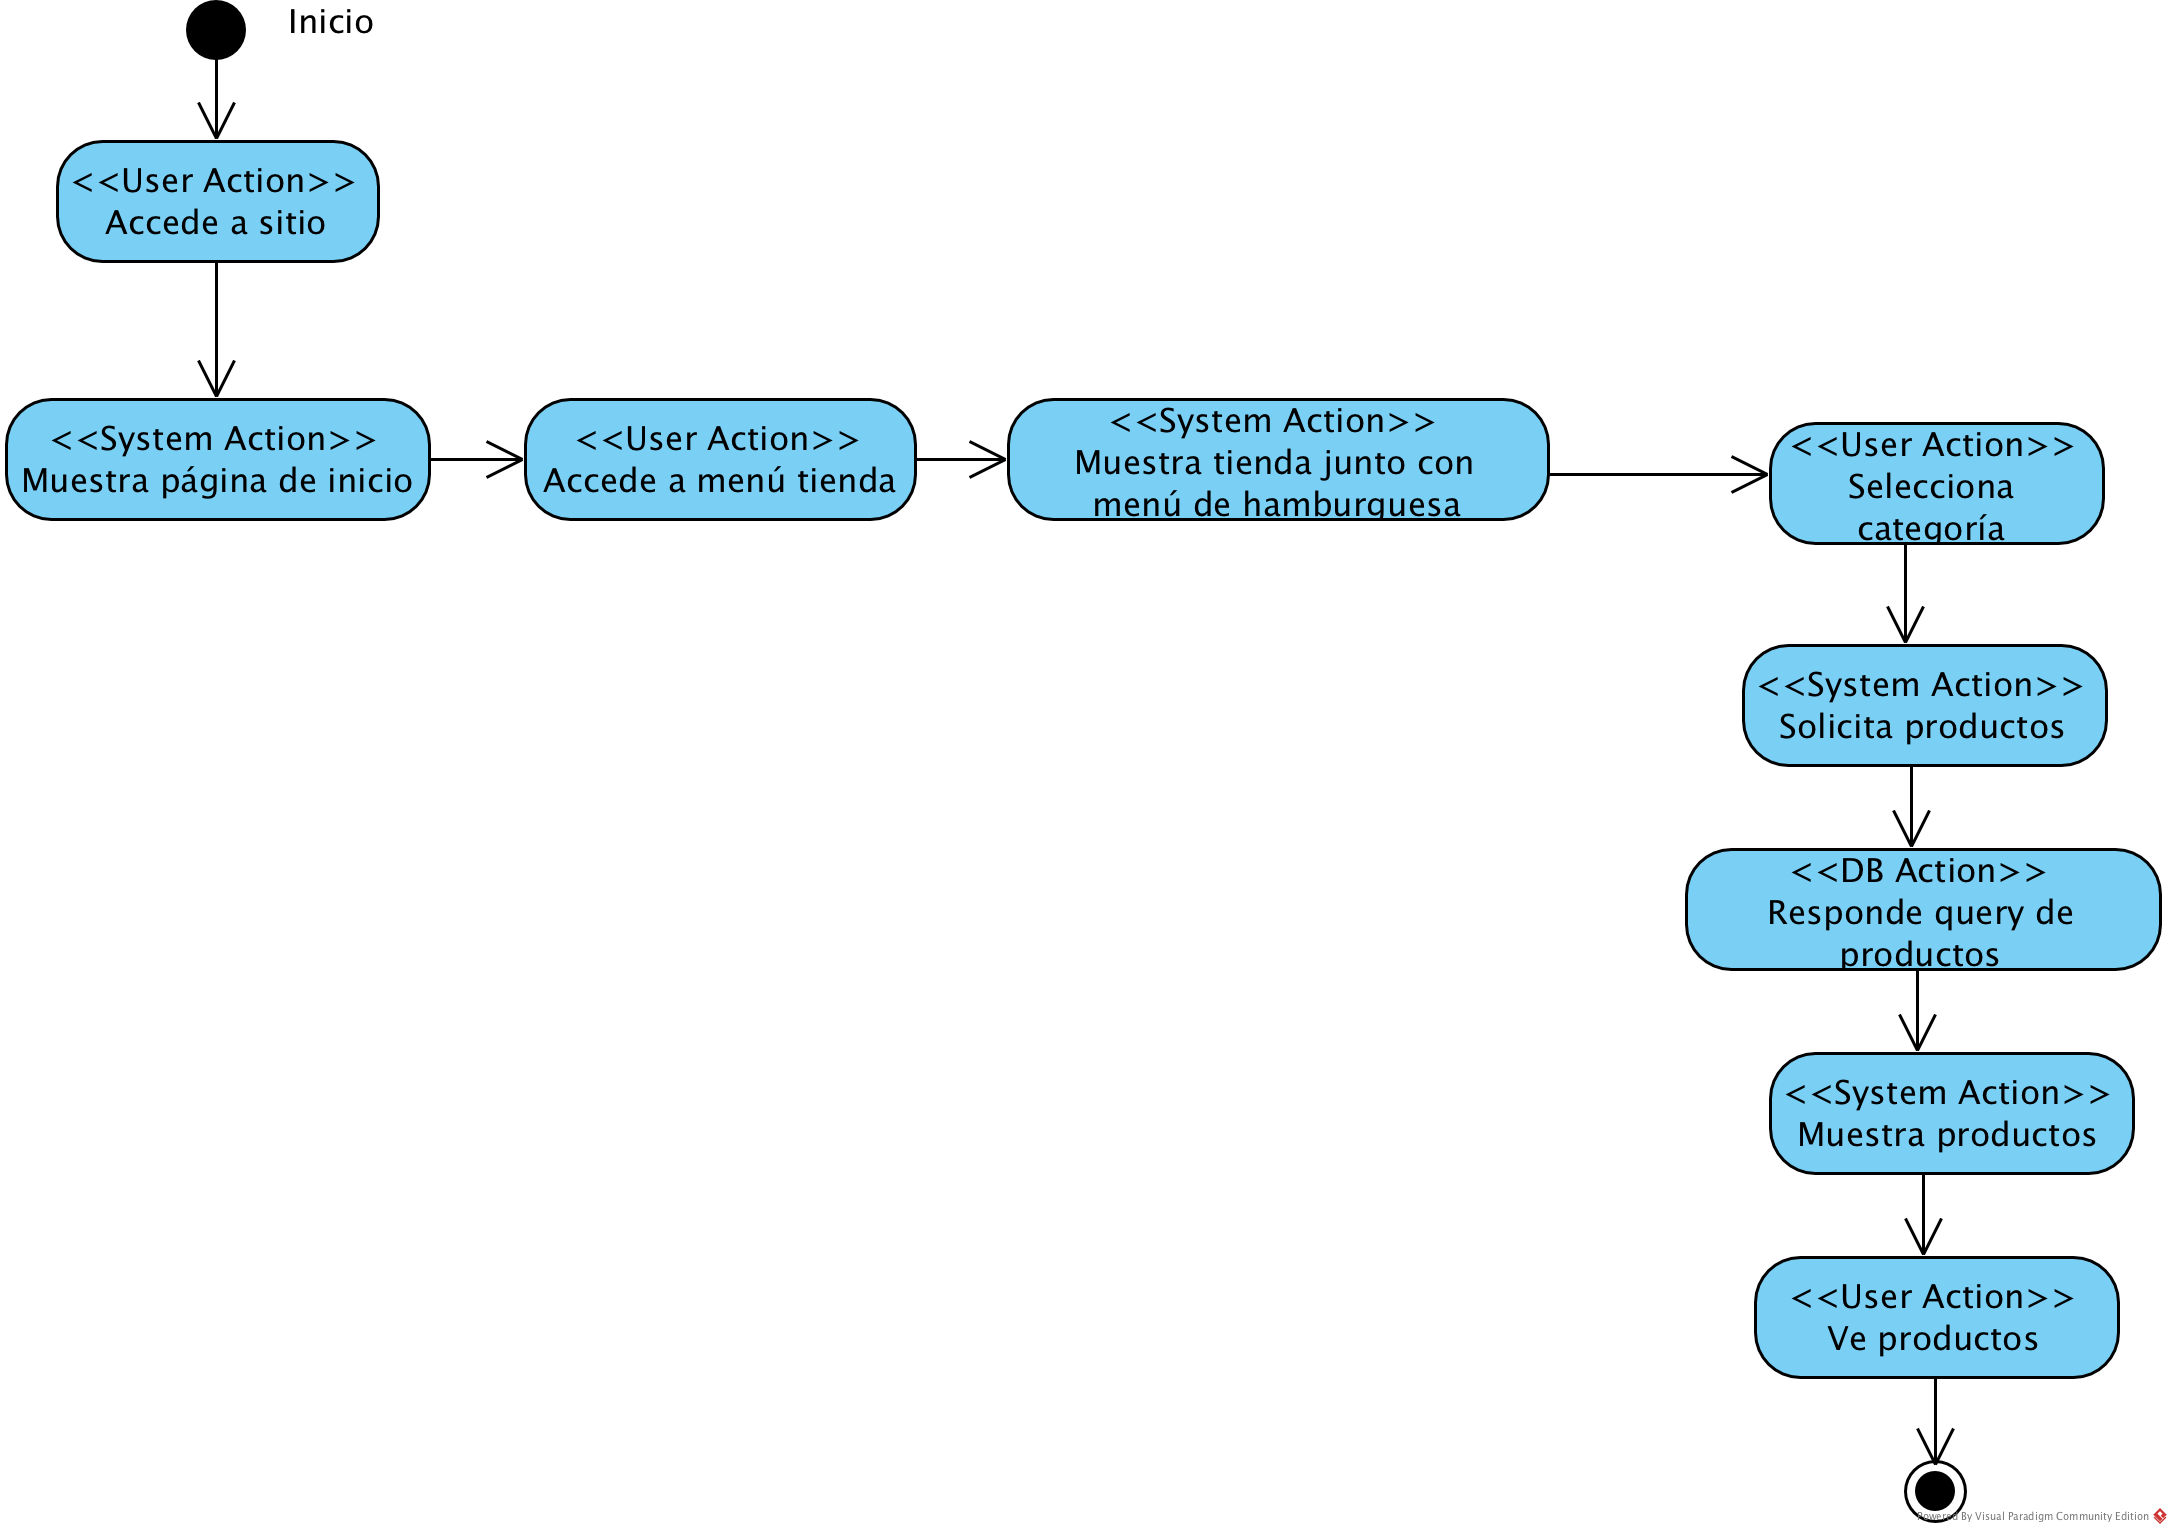 Inicio
<<User Action>>
Accede a sitio
<<System Action>>
Muestra página de inicio
<<User Action>>
Accede a menú tienda
<<System Action>>
Muestra tienda junto con
menú de hamburguesa
<<User Action>>
Selecciona
categoría
<<System Action>>
Solicita productos
<<DB Action>>
Responde query de
productos
<<System Action>>
Muestra productos
<<User Action>>
Ve productos
Powered By Visual Paradigm Community Edition